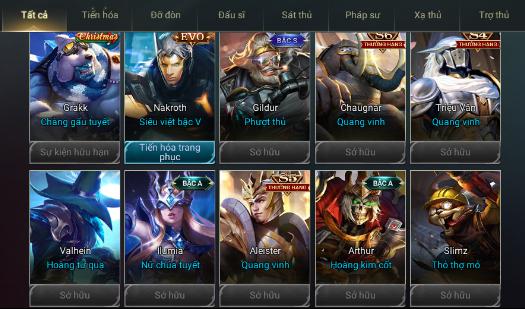 Tất cả
Tiến hóa
Đỡ đòn
Đấu sĩ
Sát thủ
Pháp sư
Xạ thủ
Trợ thủ
Christmas
EVO
BẬC S
S6
THƯỜNG HẠNG
S4
THƯỜNG HẠNG
Grakk
Nakroth
Gildur
Chaugnar
Triệu Vân
Chàng gấu tuyết
Siêu việt bậc V
Phượt thủ
Quang vinh
Quang vinh
Sự kiện hữu hạn
Tiến hóa trang
phục
Sở hữu
Sở hữu
Sở hữu
BẬC A
S5
THƯỜNG HẠNG
BẬC A
Valhein
Ilumia
Aleister
Arthur
Slimz
Hoàng tử quạ
Nữ chúa tuyết
Quang vinh
Hoàng kim cốt
Thỏ thợ mỏ
Sở hữu
Sở hữu
Sở hữu
Sở hữu
Sở hữu